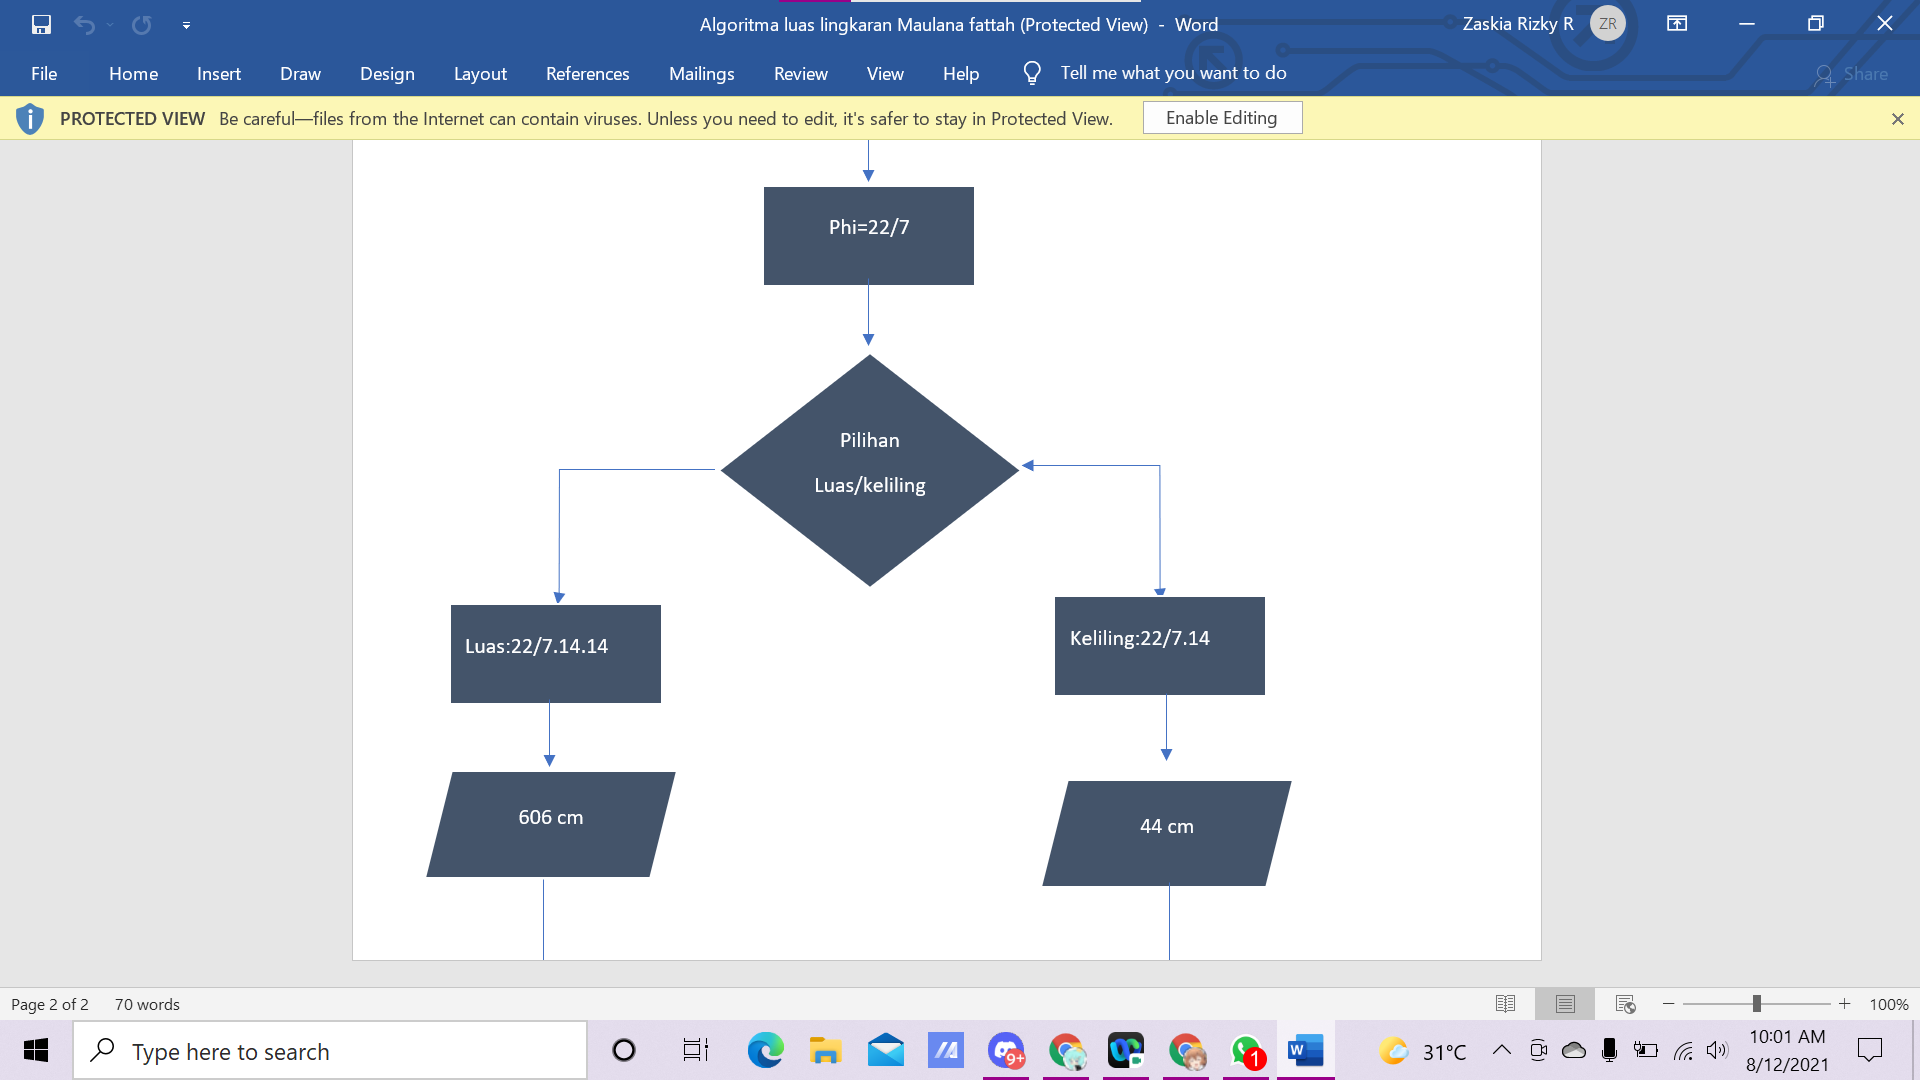 Algoritma luas lingkaran Maulana fattah (Protected View) - Word
Zaskia Rizky R
ZR
File Home Insert Draw Design Layout References Mailings Review View Help Tell me what you want to do Share
PROTECTED VIEW Be careful—files from the Internet can contain viruses. Unless you need to edit, it's safer to stay in Protected View. Enable Editing
Phi=22/7
Pilihan
Luas/keliling
Luas:22/7.14.14
Keliling:22/7.14
606 cm
44 cm
Page 2 of 2 70 words
100%
Type here to search
9+
1
W
31°C
10:01 AM
8/12/2021